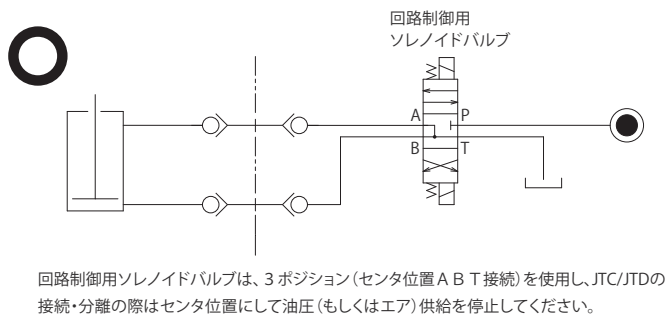 回路制御用
ソレノイドバルブ
A P
B T
回路制御用ソレノイドバルブは、3ポジション(センタ位置ＡＢＴ接続)を使用し、JTC/JTDの
接続・分離の際はセンタ位置にして油圧(もしくはエア)供給を停止してください。